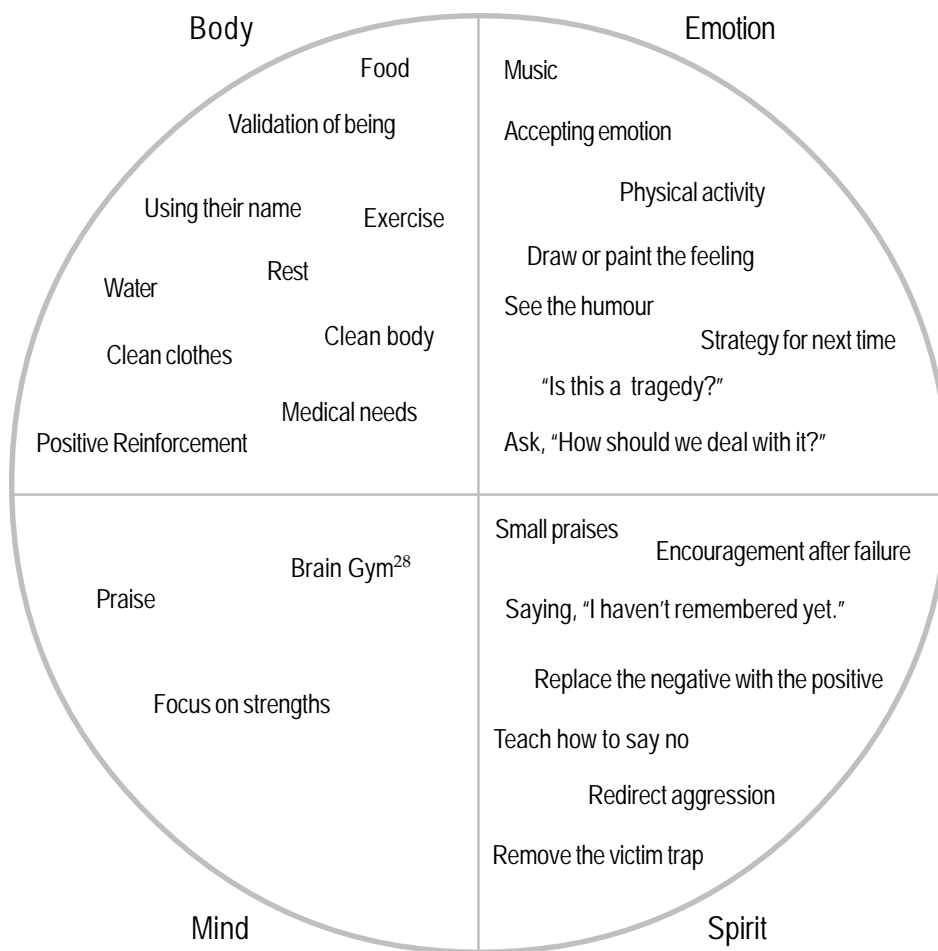 Body
Food
Validation of being
Using their name
Exercise
Rest
Water
Clean body
Clean clothes
Medical needs
Positive Reinforcement
Emotion
Music
Accepting emotion
Physical activity
Draw or paint the feeling
See the humour
Strategy for next time
“Is this a tragedy?”
Ask, “How should we deal with it?”
Brain Gym28
Praise
Focus on strengths
Mind
Small praises
Encouragement after failure
Saying, “I haven’t remembered yet.”
Replace the negative with the positive
Teach how to say no
Redirect aggression
Remove the victim trap
Spirit